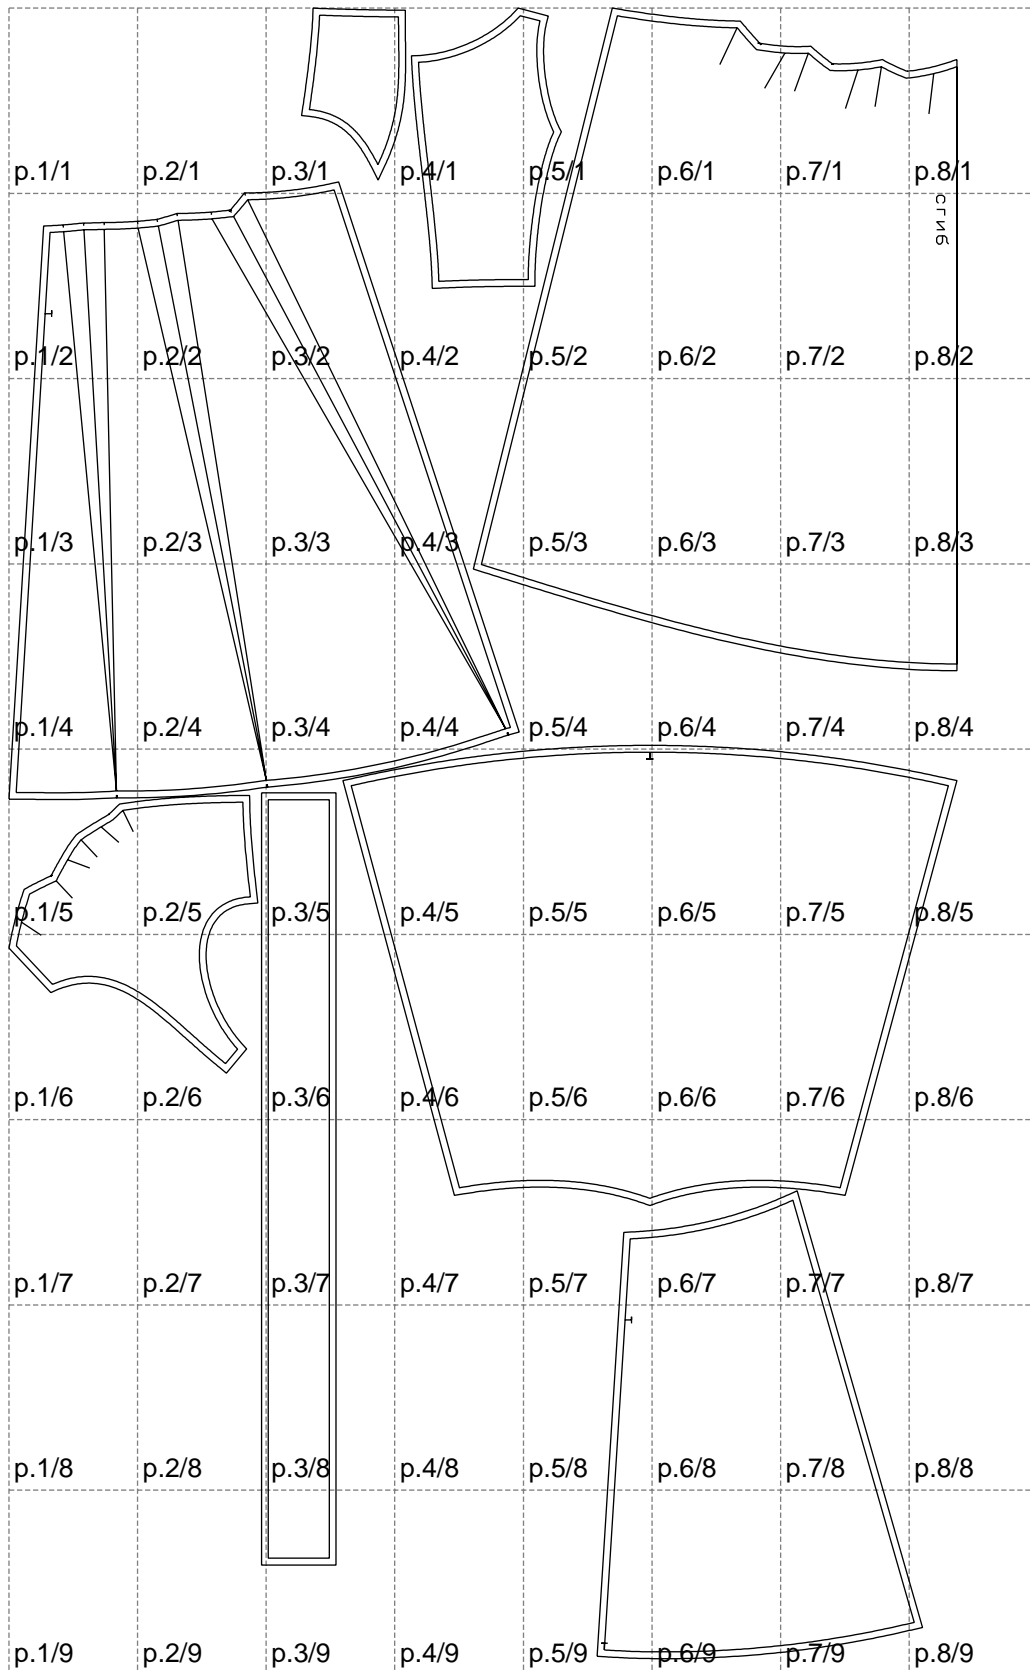 p.1/1 p.2/1 p.3/1 p.4/1 p.5/1 p.6/1 p.7/1 p.8/1
сгиб
p.1/2 p.2/2 p.3/2 p.4/2 p.5/2 p.6/2 p.7/2 p.8/2
p.1/3 p.2/3 p.3/3 p.4/3 p.5/3 p.6/3 p.7/3 p.8/3
p.1/4 p.2/4 p.3/4 p.4/4 p.5/4 p.6/4 p.7/4 p.8/4
p.1/5 p.2/5 p.3/5 p.4/5 p.5/5 p.6/5 p.7/5 p.8/5
p.1/6 p.2/6 p.3/6 p.4/6 p.5/6 p.6/6 p.7/6 p.8/6
p.1/7 p.2/7 p.3/7 p.4/7 p.5/7 p.6/7 p.7/7 p.8/7
p.1/8 p.2/8 p.3/8 p.4/8 p.5/8 p.6/8 p.7/8 p.8/8
p.1/9 p.2/9 p.3/9 p.4/9 p.5/9 p.6/9 p.7/9 p.8/9